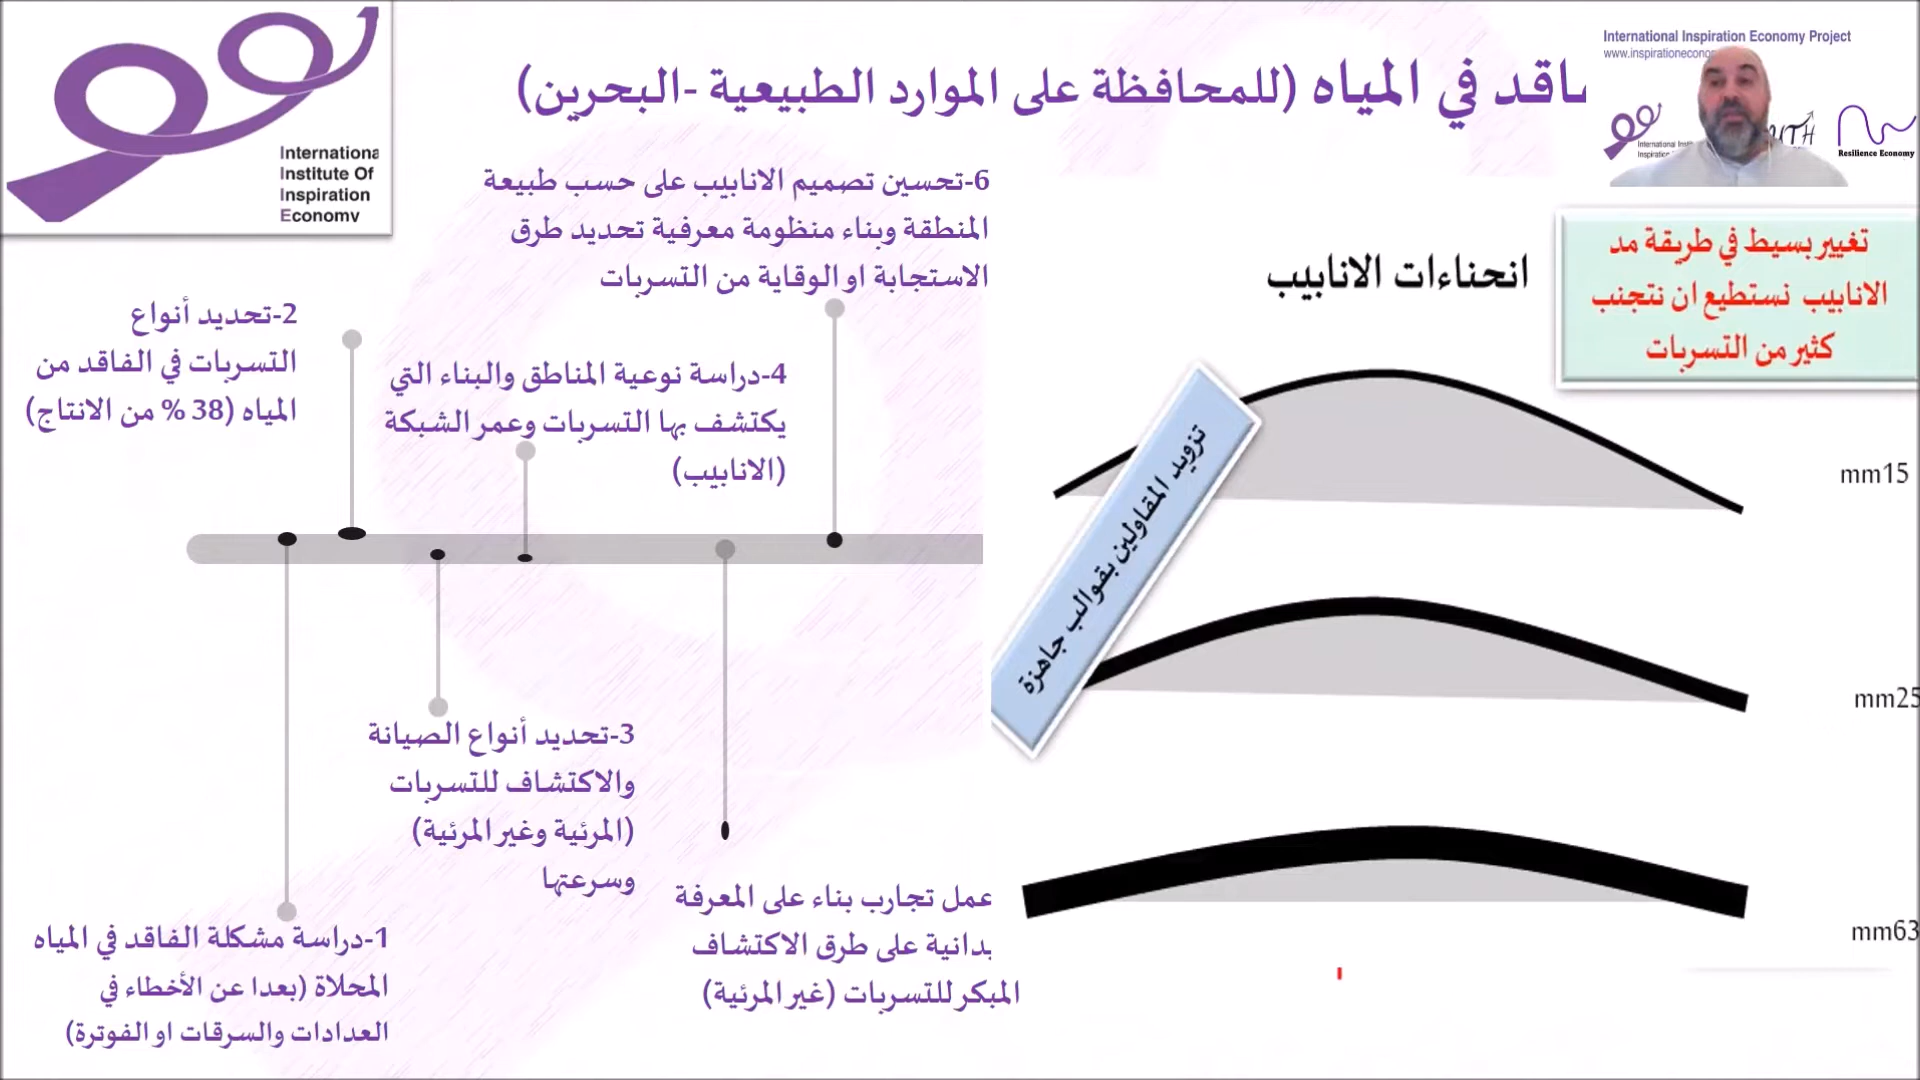 International
Institute Of
Inspiration
Economy
International Inspiration Economy Project
في المياه (للمحافظة على الموارد الطبيعية -البحرين)
Resilience Economy
6-تحسين تصميم الانابيب على حسب طبيعة
المنطقة وبناء منظومة معرفية تحديد طرق
الاستجابة او الوقاية من التسربات
2-تحديد أنواع
التسربات في الفاقد من
المياه (38 % من الانتاج)
4-دراسة نوعية المناطق والبناء التي
يكتشف بها التسربات وعمر الشبكة
(الانابيب)
3-تحديد أنواع الصيانة
والاكتشاف للتسربات
(المرئية وغير المرئية)
وسرعتها
1-دراسة مشكلة الفاقد في المياه
المحلاة (بعدا عن الأخطاء في
العدادات والسرقات او الفوترة)
عمل تجارب بناء على المعرفة
على طرق الاكتشاف
المبكر للتسربات (غير المرئية)
انحناءات الانابيب
تغيير بسيط في طريقة مد
الانابيب نستطيع ان نتجنب
كثير من التسربات
تزويد المقاولين بقوالب جاهزة
mm15
mm25
mm63